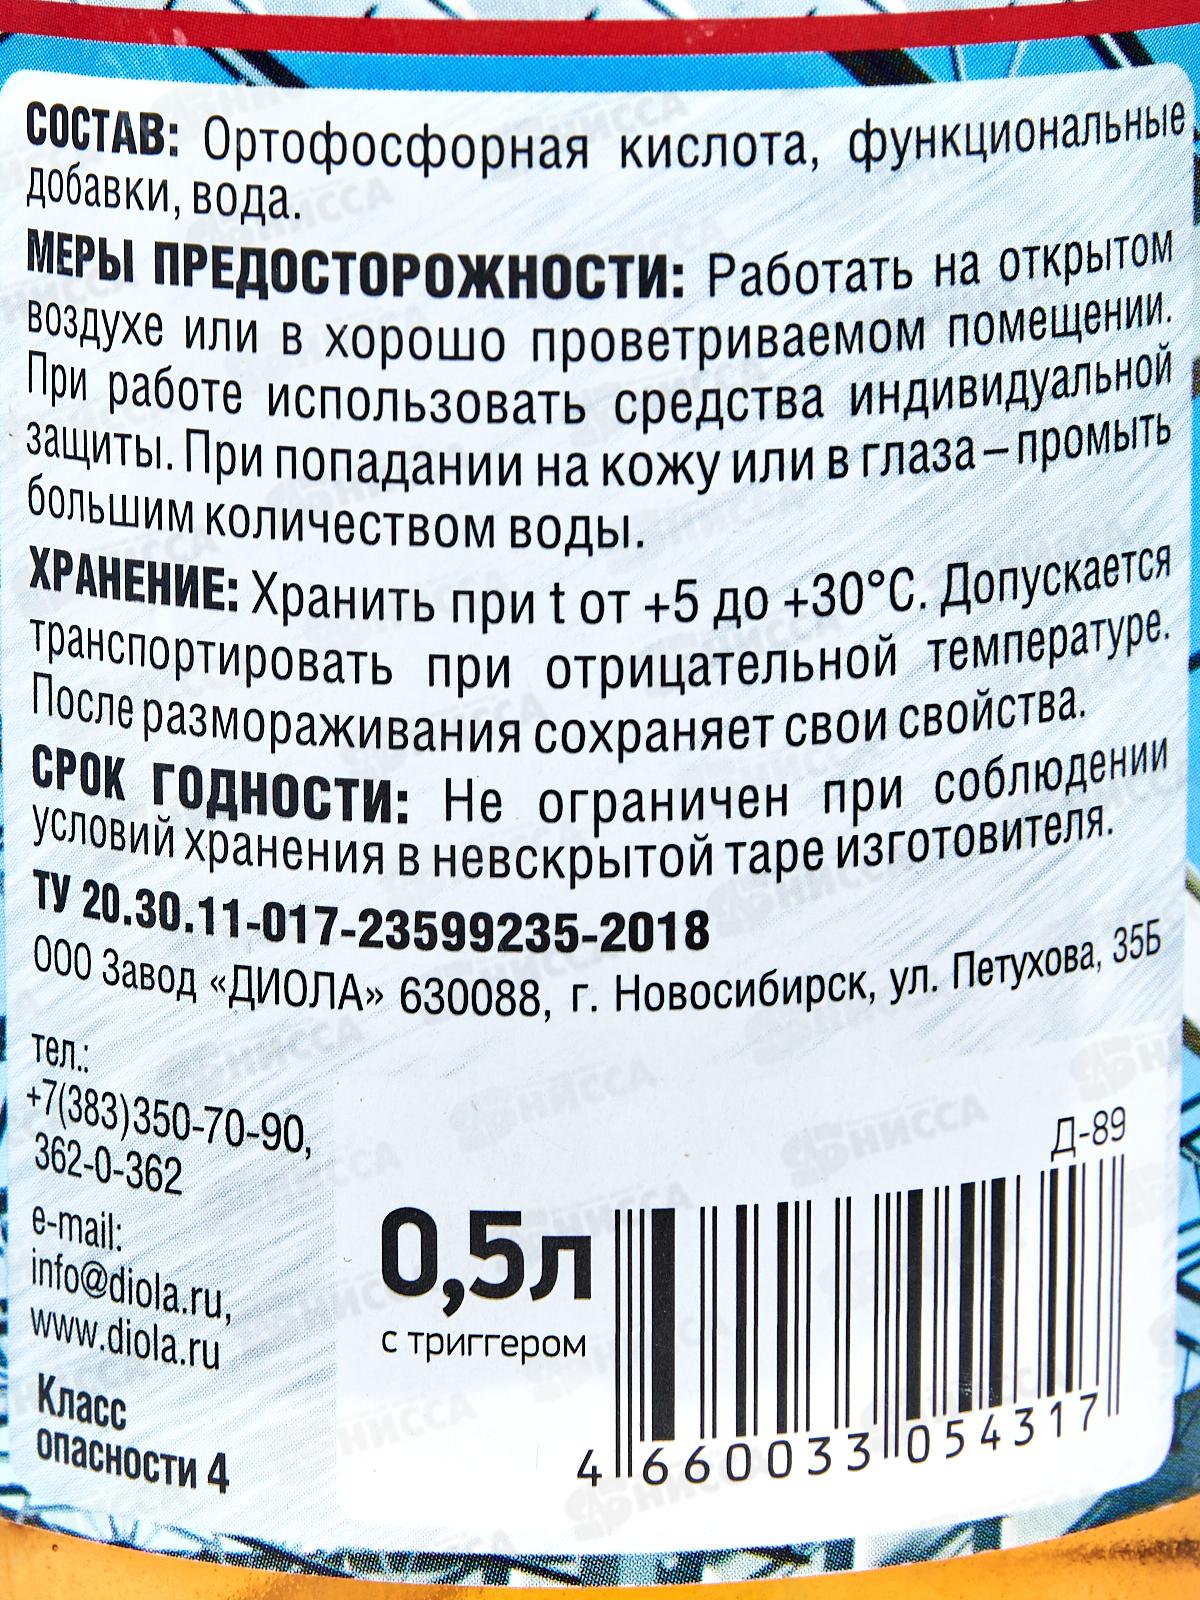 СОСТАВ: Ортофосфорная кислота, функциональные
добавки, вода.
МЕРЫ ПРЕДОСТОРОЖНОСТИ: Работать на открытом
воздухе или в хорошо проветриваемом помещении.
При работе использовать средства индивидуальной
защиты. При попадании на кожу или в глаза – промыть
большим количеством воды.
ХРАНЕНИЕ: Хранить при t от +5 до +30°С. Допускается
транспортировать при отрицательной температуре.
После размораживания сохраняет свои свойства.
СРОК ГОДНОСТИ: Не ограничен при соблюдении
условий хранения в невскрытой таре изготовителя.
ТУ 20.30.11-017-23599235-2018
ООО Завод «ДИОЛА» 630088, г. Новосибирск, ул. Петухова, 35Б
тел.:
+7(383)350-70-90,
362-0-362
e-mail:
info@diola.ru,
www.diola.ru
Класс
опасности 4
0,5л
с триггером
Д-89
4 660033 054317